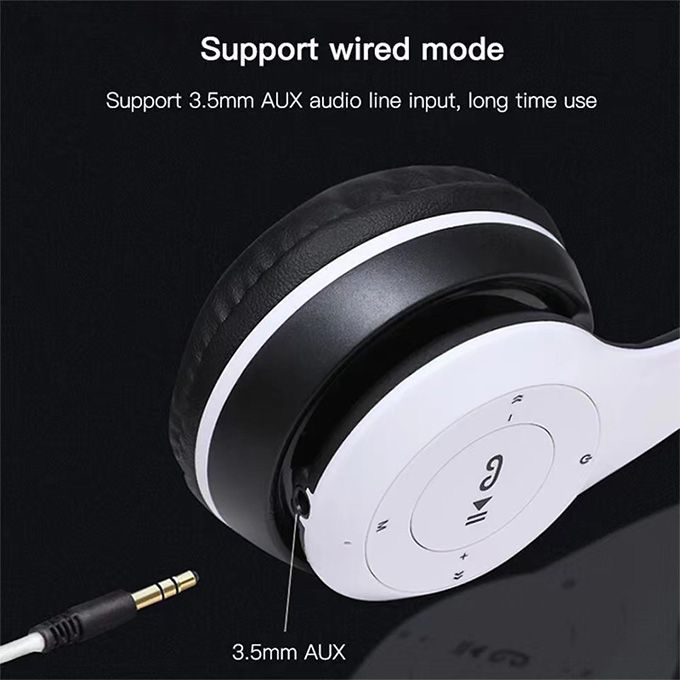 Support wired mode
Support 3.5mm AUX audio line input, long time use
M
3.5mm AUX